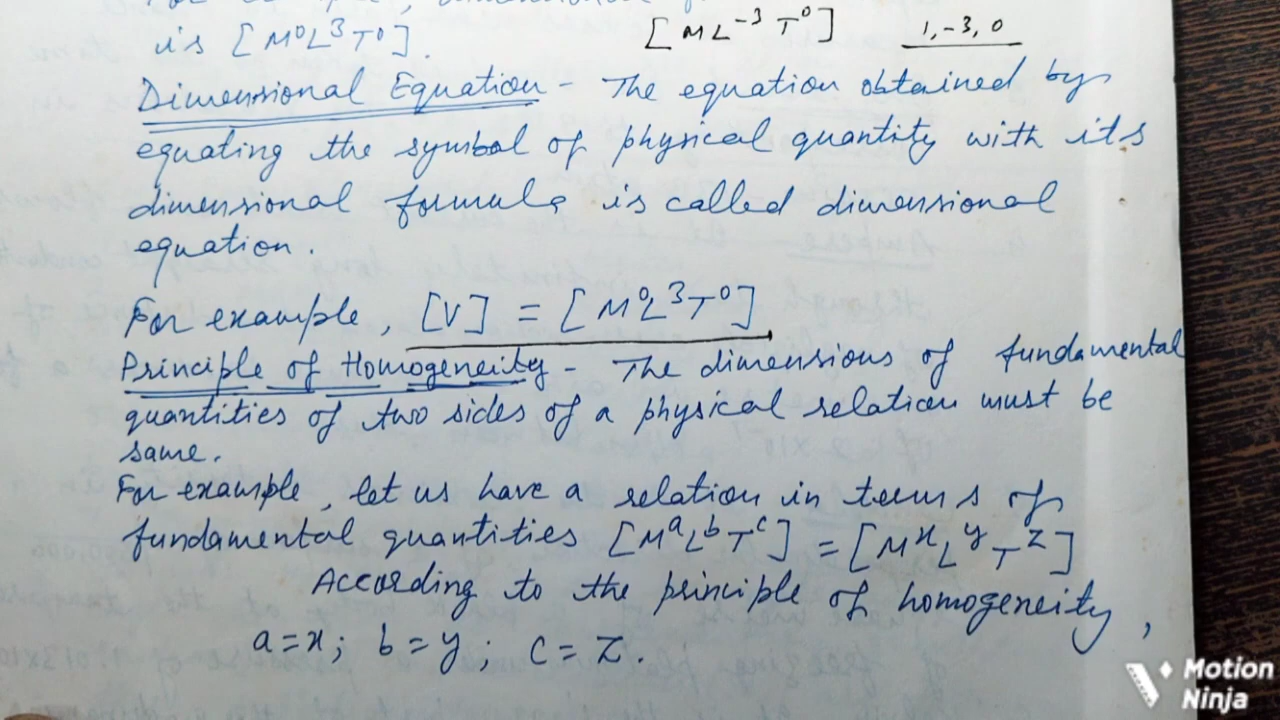 is [M⁰L³T⁰]. [ML⁻³T⁰] 1,-3,0
Dimensional Equation - The equation obtained by
equating the symbol of physical quantity with its
dimensional formula is called dimensional
equation.
For example, [V] = [M⁰L³T⁰]
Principle of Homogeneity - The dimensions of fundamental
quantities of two sides of a physical relation must be
same.
For example, let us have a relation in terms of
fundamental quantities [MᵃLᵇTᶜ] = [MˣLʸTᶻ]
According to the principle of homogeneity,
a=x; b=y; c=z.
Motion
Ninja